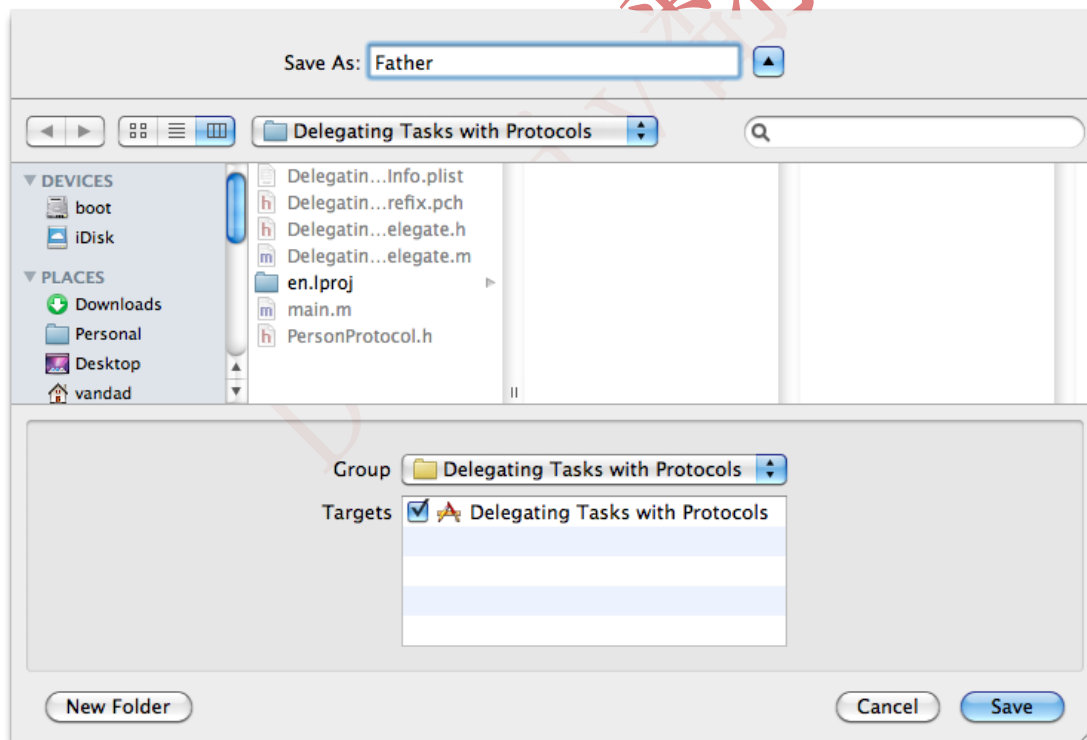 Save As: Father
Delegating Tasks with Protocols
DEVICES
boot
iDisk
PLACES
Downloads
Personal
Desktop
vandad
Delegatin...Info.plist
Delegatin...refix.pch
Delegatin...elegate.h
Delegatin...elegate.m
en.lproj
main.m
PersonProtocol.h
Group Delegating Tasks with Protocols
Targets Delegating Tasks with Protocols
New Folder
Cancel
Save